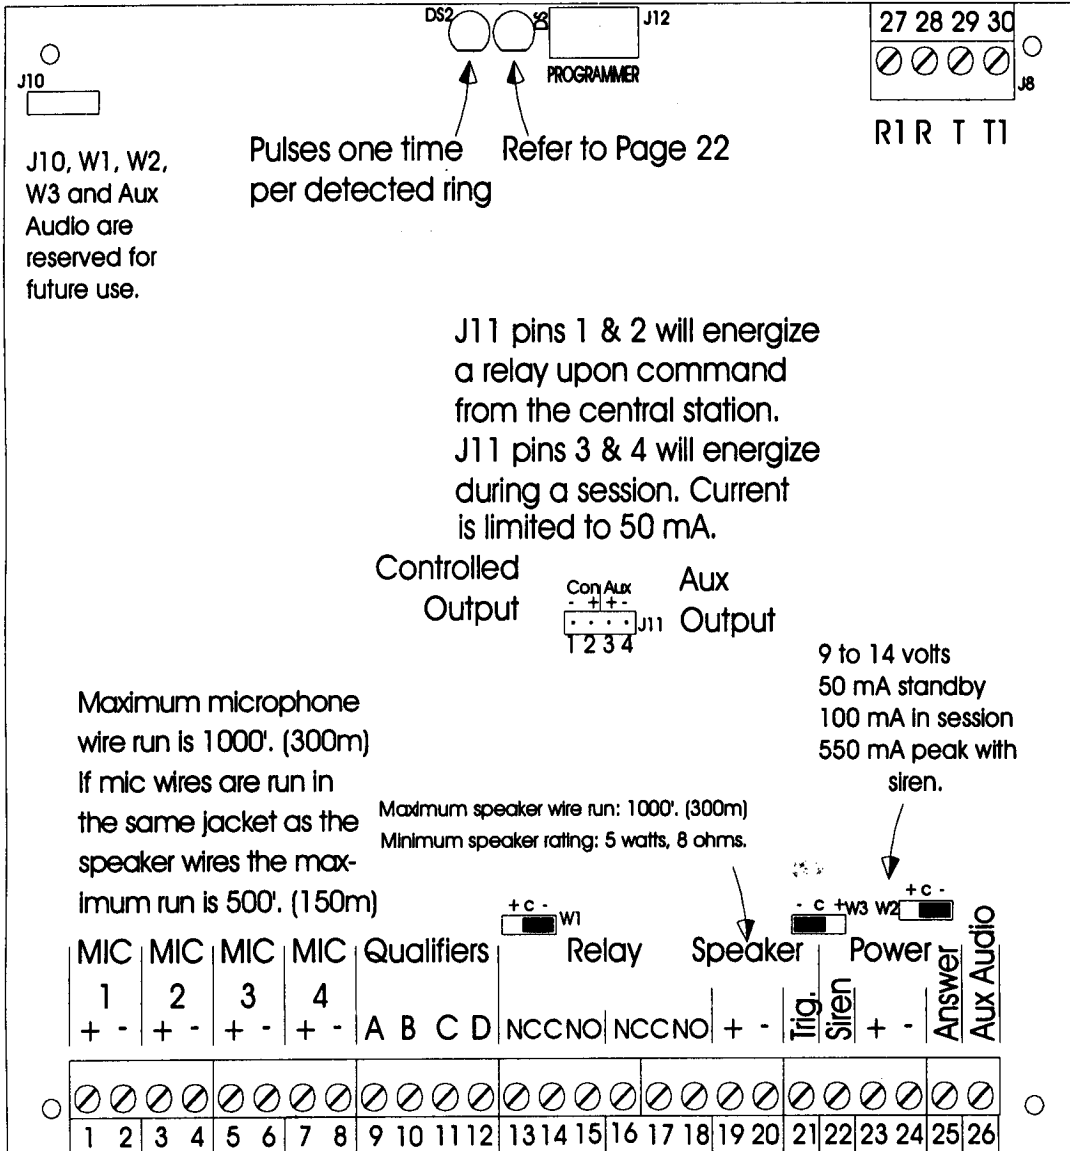 DS2
DS
J12
PROGRAMMER
27 28 29 30
J8
R1 R T T1
J10
J10, W1, W2,
W3 and Aux
Audio are
reserved for
future use.
Pulses one time
per detected ring
Refer to Page 22
J11 pins 1 & 2 will energize
a relay upon command
from the central station.
J11 pins 3 & 4 will energize
during a session. Current
is limited to 50 mA.
Controlled
Output
Con Aux
- + + -
J11
1 2 3 4
Aux
Output
9 to 14 volts
50 mA standby
100 mA in session
550 mA peak with
siren.
Maximum microphone
wire run is 1000'. (300m)
If mic wires are run in
the same jacket as the
speaker wires the max-
imum run is 500'. (150m)
Maximum speaker wire run: 1000'. (300m)
Minimum speaker rating: 5 watts, 8 ohms.
+ c -
W1
- c +
W3 W2
+ c -
MIC MIC MIC MIC Qualifiers Relay Speaker Power
1 2 3 4
+ - + - + - + - A B C D NC C NO NC C NO + - Trig. Siren + - Answer Aux Audio
1 2 3 4 5 6 7 8 9 10 11 12 13 14 15 16 17 18 19 20 21 22 23 24 25 26